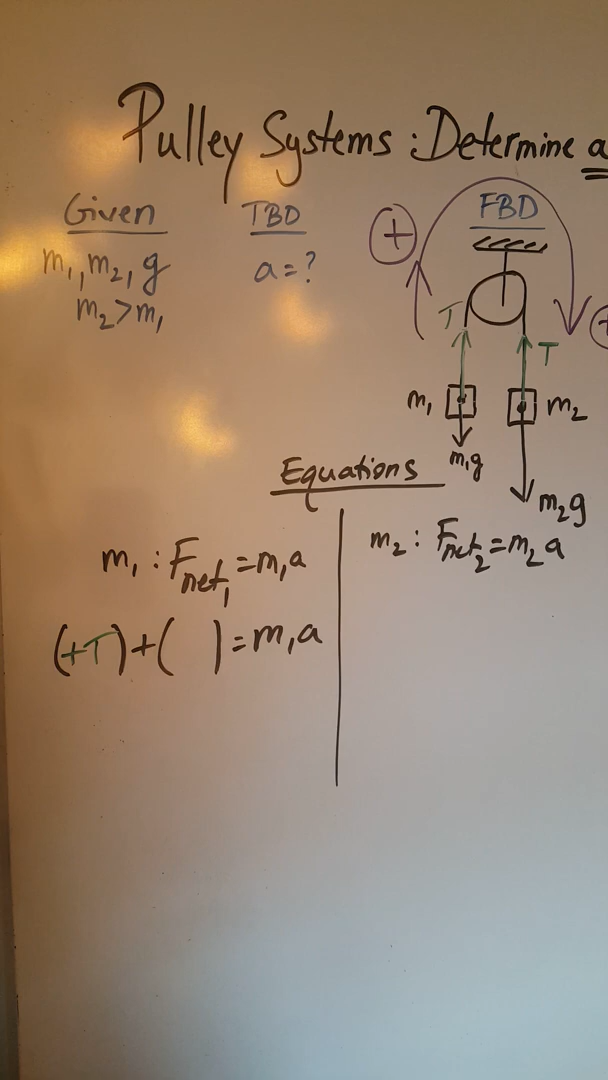 Pulley Systems : Determine a
Given
m₁, m₂, g
m₂ > m₁
TBD
a = ?
FBD
+
+
T
T
m₁
m₂
m₁g
m₂g
Equations
m₁ : Fnet₁ = m₁a
(+T) + ( ) = m₁a
m₂ : Fnet₂ = m₂a